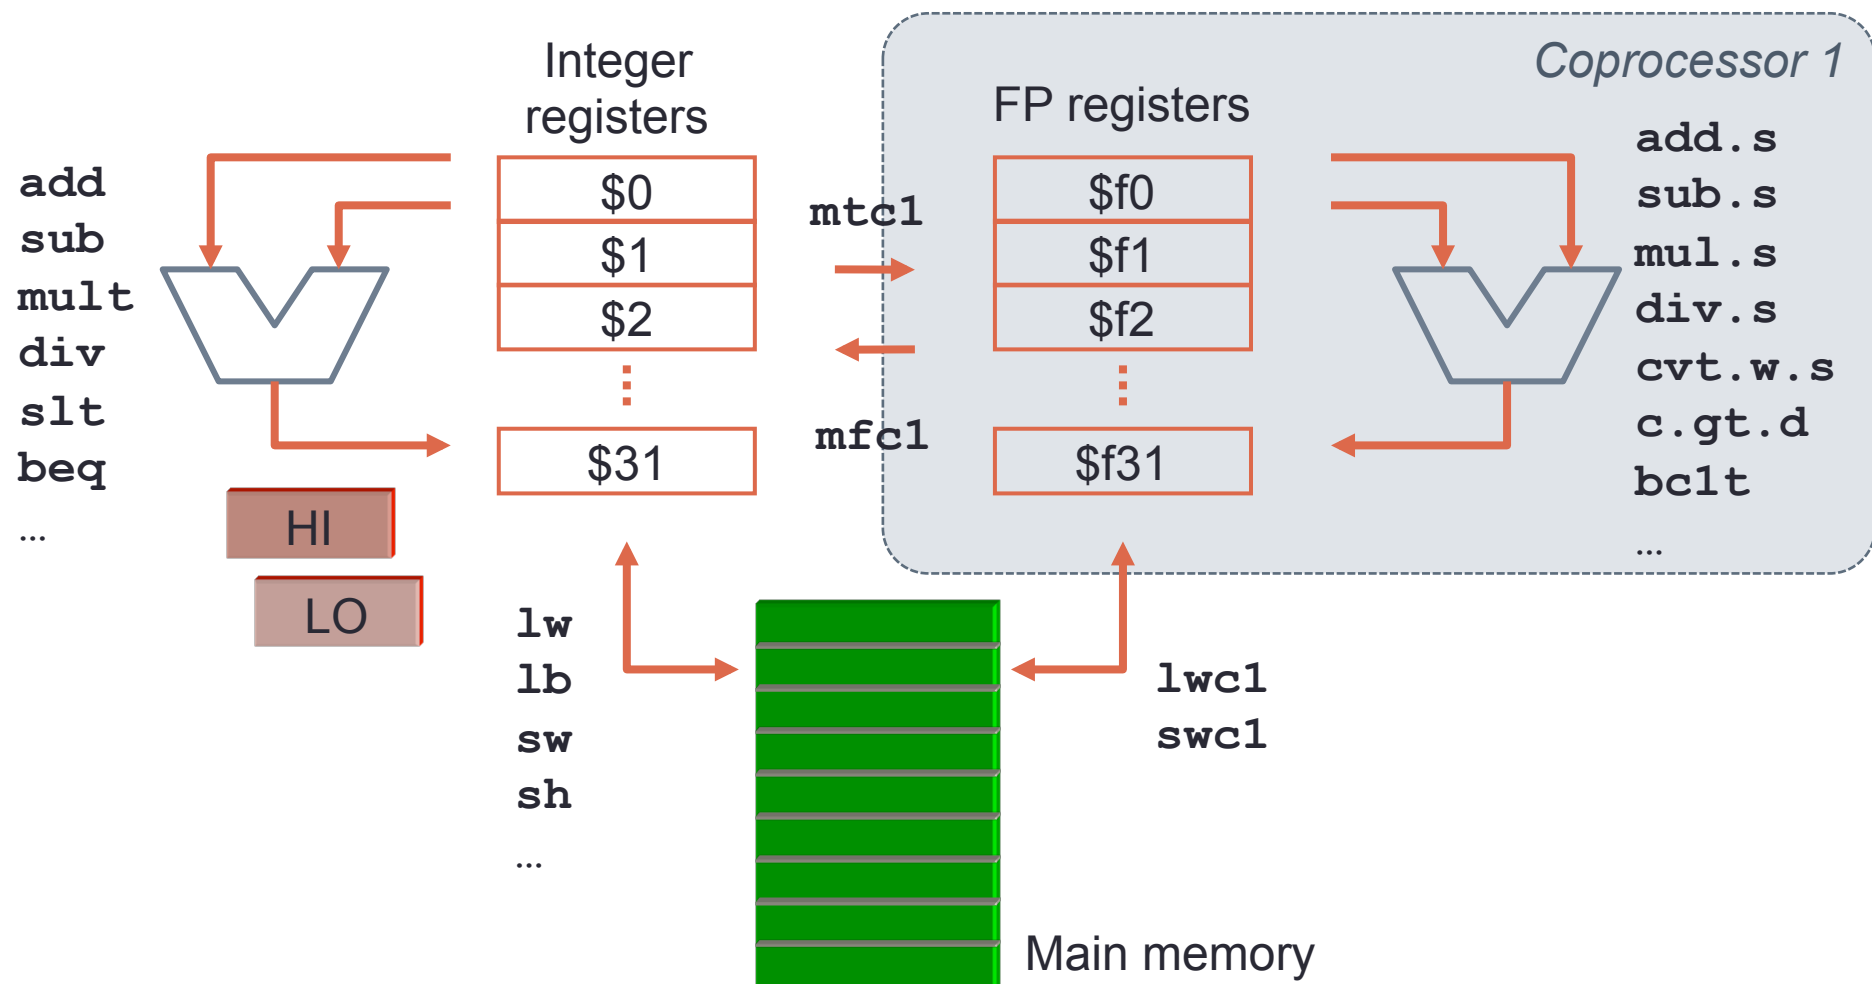 Integer
registers
Coprocessor 1
FP registers
add
sub
mult
div
slt
beq
...
$0
$1
$2
$31
mtc1
mfc1
$f0
$f1
$f2
$f31
add.s
sub.s
mul.s
div.s
cvt.w.s
c.gt.d
bc1t
...
HI
LO
lw
lb
sw
sh
...
lwc1
swc1
Main memory